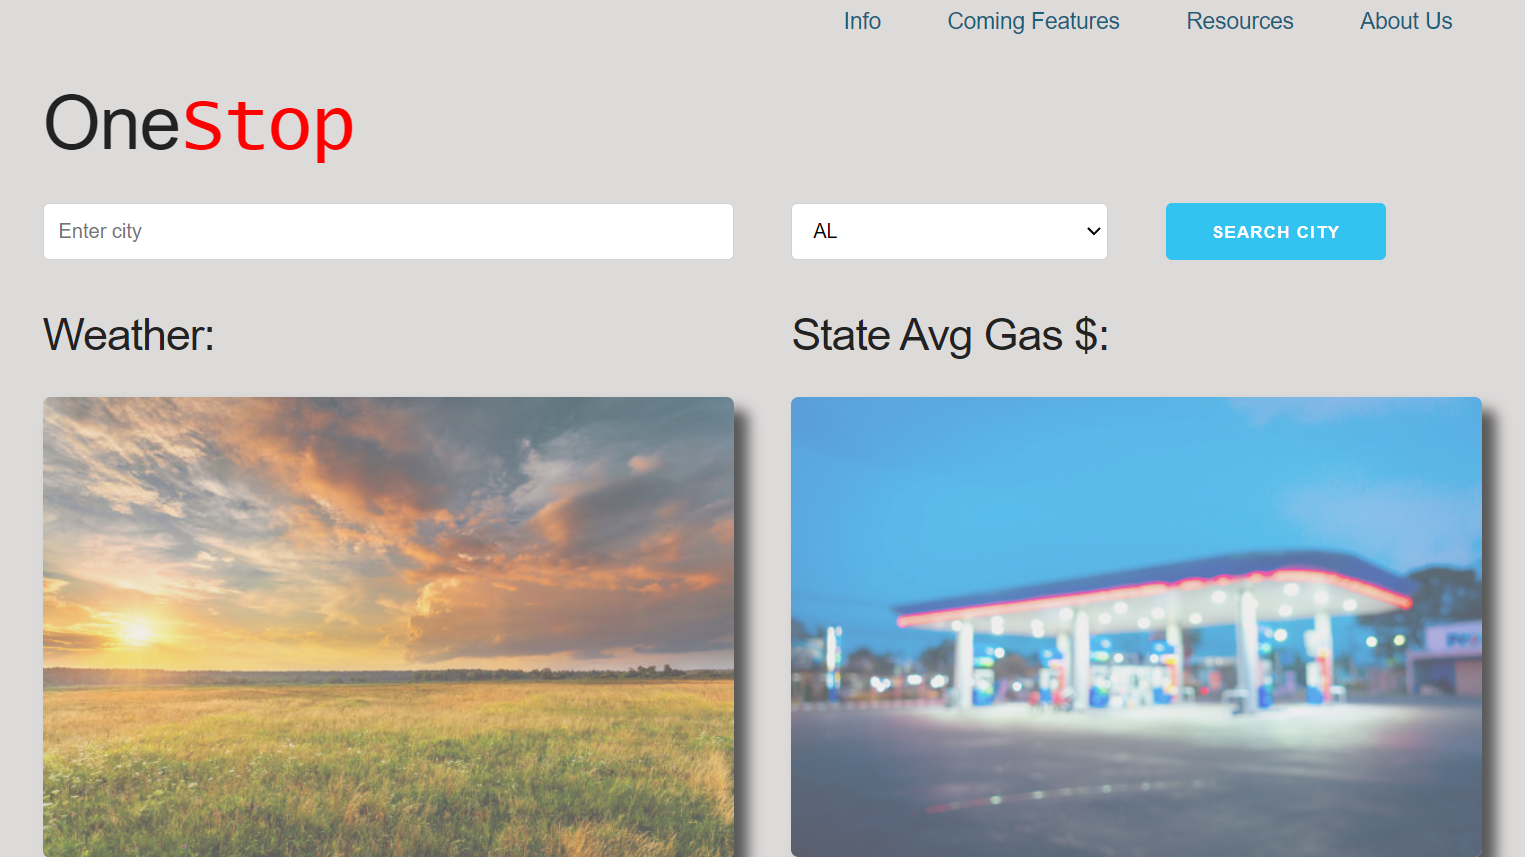 Info Coming Features Resources About Us
OneStop
Enter city AL SEARCH CITY
Weather: State Avg Gas $: